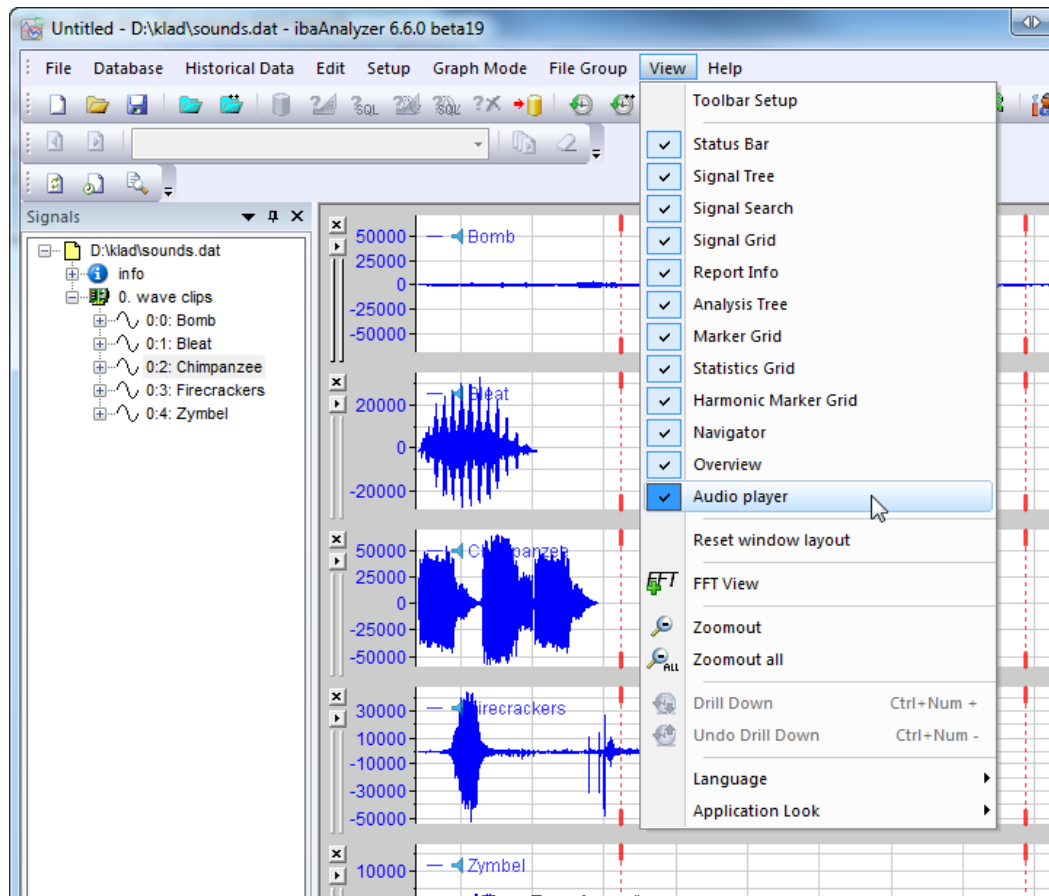 Untitled - D:\klad\sounds.dat - ibaAnalyzer 6.6.0 beta19
File Database Historical Data Edit Setup Graph Mode File Group View Help
SQL SQL
Signals
D:\klad\sounds.dat
info
0. wave clips
0:0: Bomb
0:1: Bleat
0:2: Chimpanzee
0:3: Firecrackers
0:4: Zymbel
50000
25000
0
-25000
-50000
Bomb
20000
0
-20000
Bleat
50000
25000
0
-25000
-50000
Chimpanzee
30000
10000
-10000
-30000
-50000
Firecrackers
10000
Zymbel
Toolbar Setup
Status Bar
Signal Tree
Signal Search
Signal Grid
Report Info
Analysis Tree
Marker Grid
Statistics Grid
Harmonic Marker Grid
Navigator
Overview
Audio player
Reset window layout
FFT FFT View
Zoomout
ALL Zoomout all
Drill Down Ctrl+Num +
Undo Drill Down Ctrl+Num -
Language
Application Look